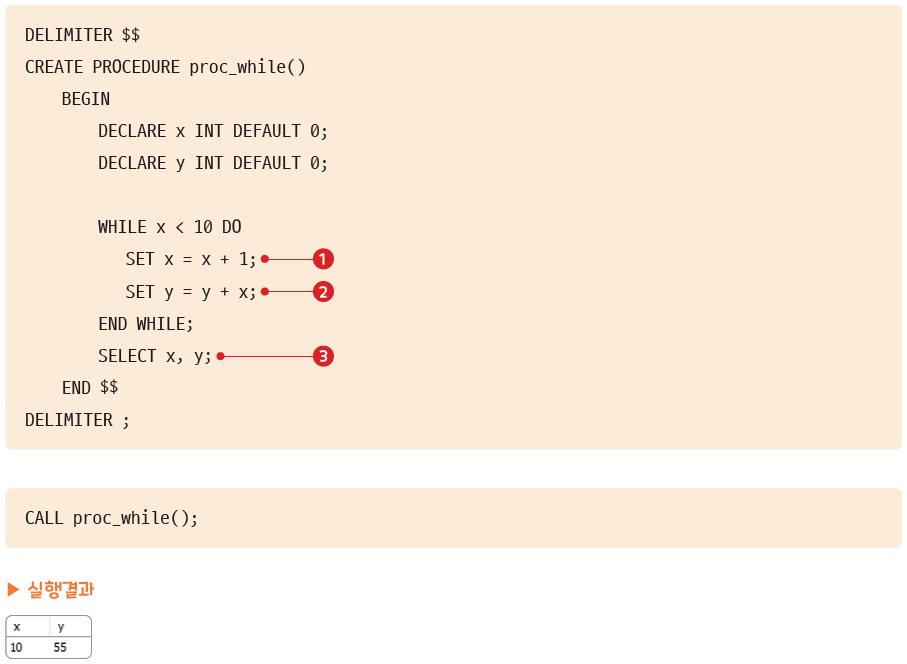 DELIMITER $$
CREATE PROCEDURE proc_while()
BEGIN
DECLARE x INT DEFAULT 0;
DECLARE y INT DEFAULT 0;
WHILE x < 10 DO
SET x = x + 1; 1
SET y = y + x; 2
END WHILE;
SELECT x, y; 3
END $$
DELIMITER ;
CALL proc_while();
▶ 실행결과
x y
10 55